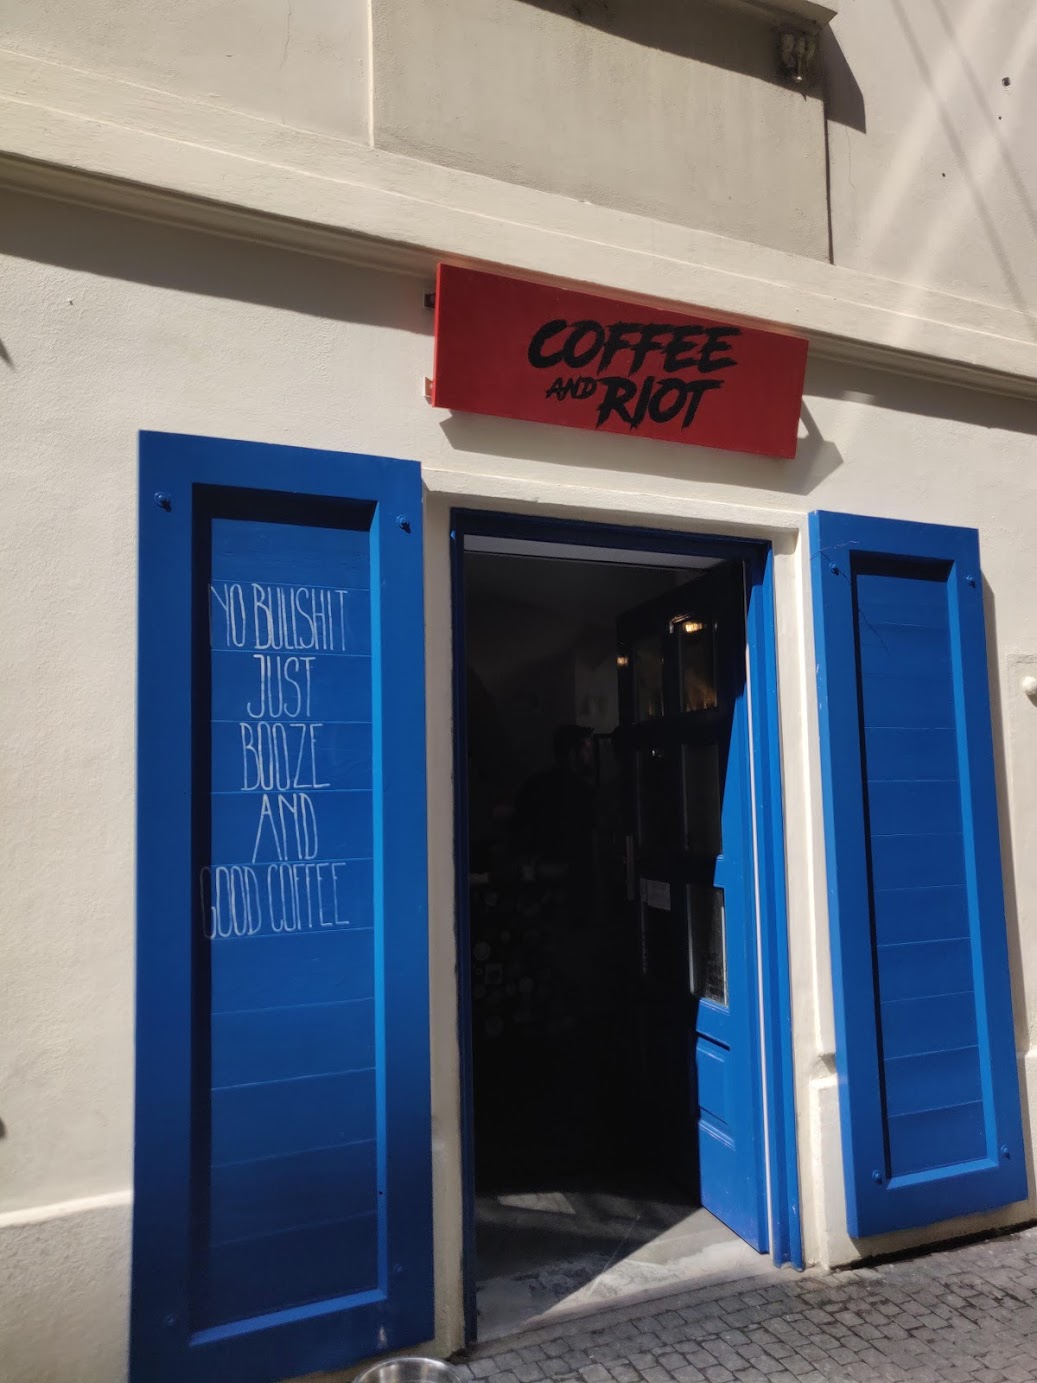 COFFEE
AND RIOT
NO BULLSHIT
JUST
BOOZE
AND
GOOD COFFEE